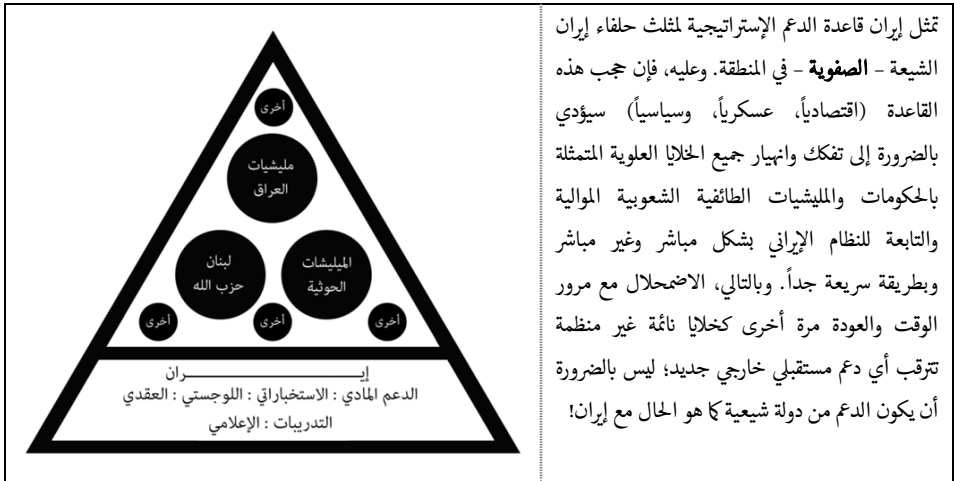 تمثل إيران قاعدة الدعم الإستراتيجية لمثلث حلفاء إيران
الشيعة – الصفوية – في المنطقة. وعليه، فإن حجب هذه
القاعدة (اقتصادياً، عسكرياً، وسياسياً) سيؤدي
بالضرورة إلى تفكك وانهيار جميع الخلايا العلوية المتمثلة
بالحكومات والمليشيات الطائفية الشعوبية الموالية
والتابعة للنظام الإيراني بشكل مباشر وغير مباشر
وبطريقة سريعة جداً. وبالتالي، الاضمحلال مع مرور
الوقت والعودة مرة أخرى كخلايا نائمة غير منظمة
تترقب أي دعم مستقبلي خارجي جديد؛ ليس بالضرورة
أن يكون الدعم من دولة شيعية كما هو الحال مع إيران!
أخرى
مليشيات
العراق
الميليشات
الحوثية
لبنان
حزب الله
أخرى
أخرى
أخرى
إيـــــــــــــــــــــران
الدعم المادي : الاستخباراتي : اللوجستي : العقدي
التدريبات : الإعلامي